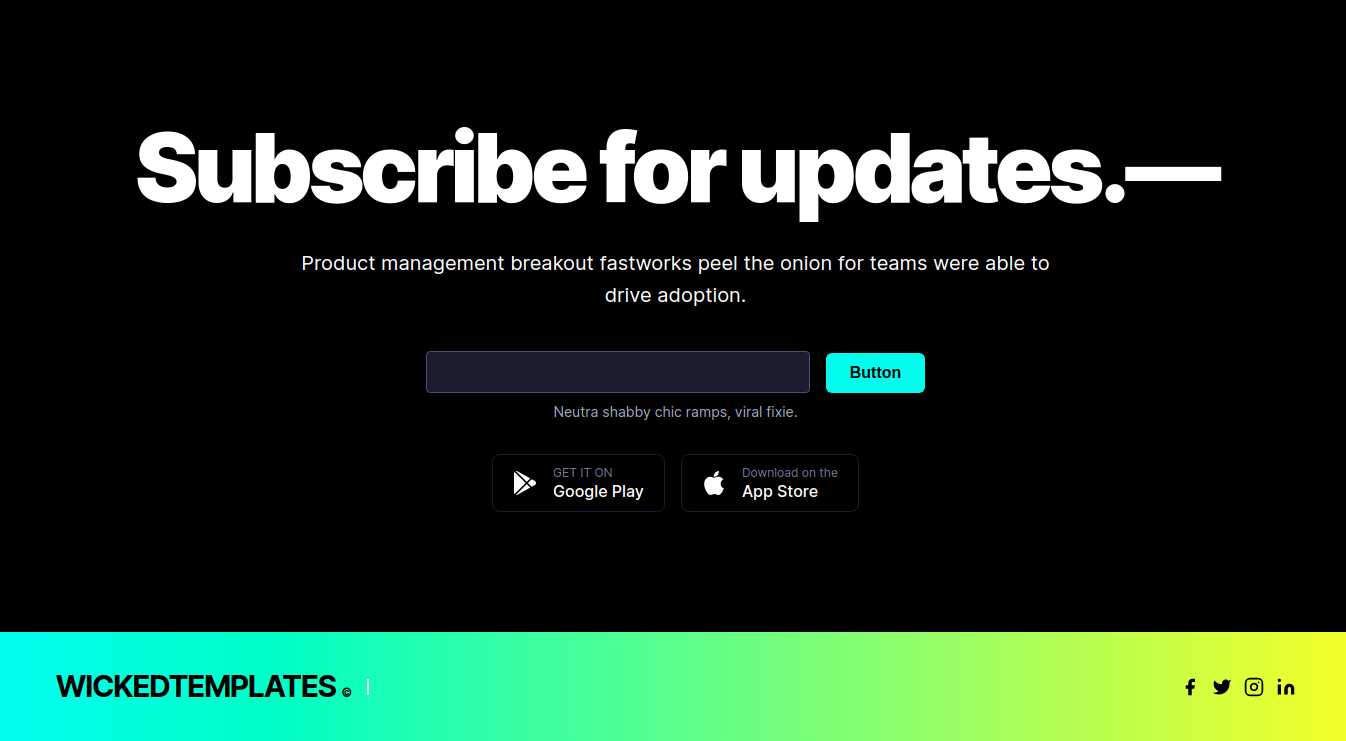 Subscribe for updates.—
Product management breakout fastworks peel the onion for teams were able to
drive adoption.
Button
Neutra shabby chic ramps, viral fixie.
GET IT ON
Google Play
Download on the
App Store
WICKEDTEMPLATES ©